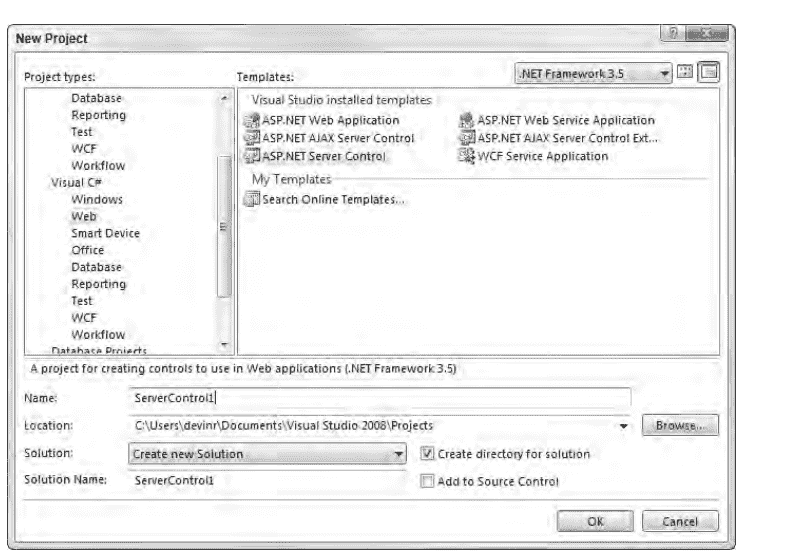 New Project
Project types:
Templates:
.NET Framework 3.5
Database
Reporting
Test
WCF
Workflow
Visual C#
Windows
Web
Smart Device
Office
Database
Reporting
Test
WCF
Workflow
Database Projects
Visual Studio installed templates
ASP.NET Web Application
ASP.NET Web Service Application
ASP.NET AJAX Server Control
ASP.NET AJAX Server Control Ext...
ASP.NET Server Control
WCF Service Application
My Templates
Search Online Templates...
A project for creating controls to use in Web applications (.NET Framework 3.5)
Name:
ServerControl1
Location:
C:\Users\devinr\Documents\Visual Studio 2008\Projects
Browse...
Solution:
Create new Solution
Create directory for solution
Solution Name:
ServerControl1
Add to Source Control
OK
Cancel